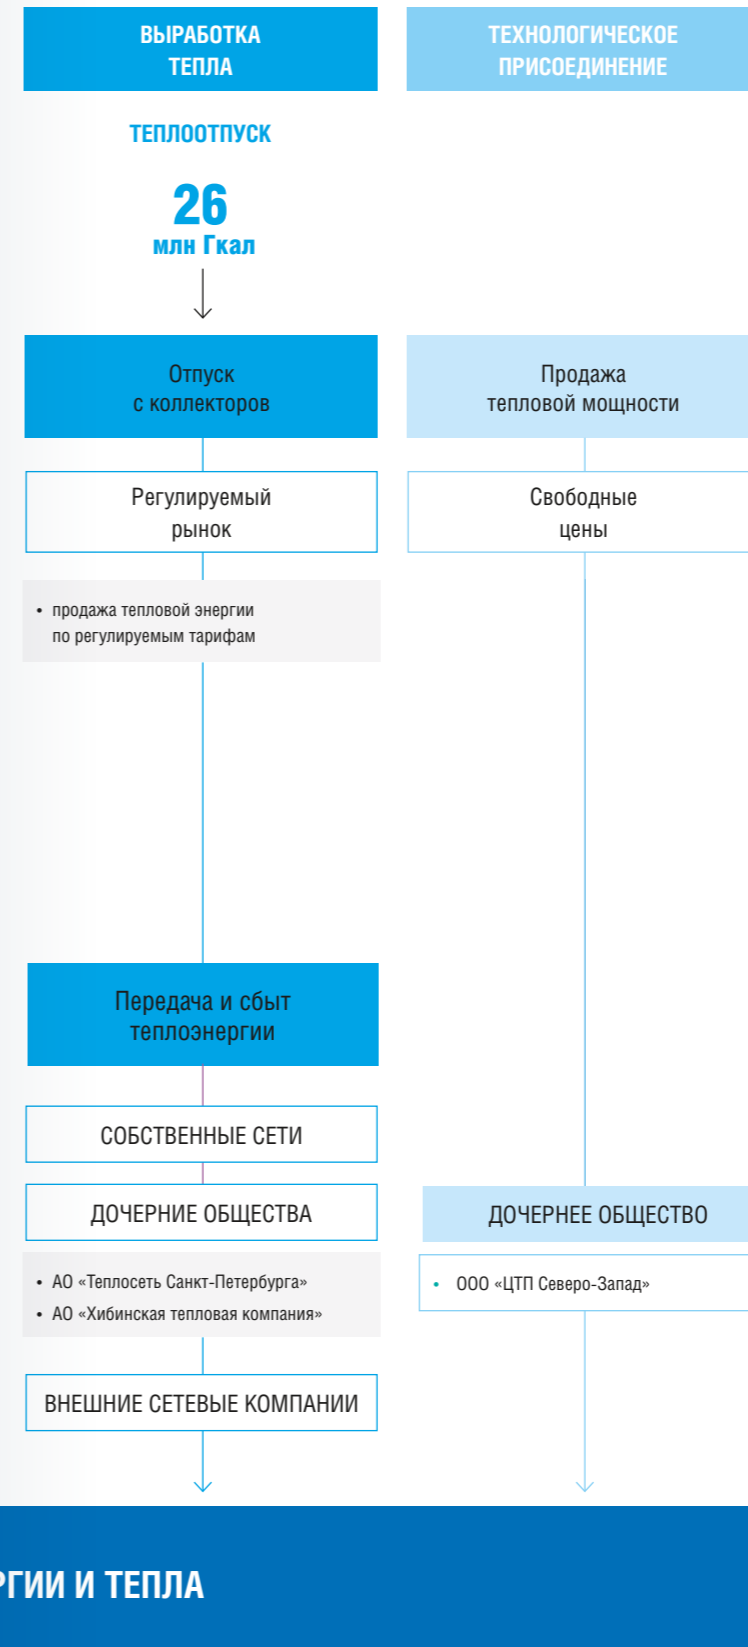 ВЫРАБОТКА
ТЕПЛА
ТЕПЛООТПУСК
26
млн Гкал
Отпуск
с коллекторов
Регулируемый
рынок
• продажа тепловой энергии
по регулируемым тарифам
Передача и сбыт
теплоэнергии
СОБСТВЕННЫЕ СЕТИ
ДОЧЕРНИЕ ОБЩЕСТВА
• АО «Теплосеть Санкт-Петербурга»
• АО «Хибинская тепловая компания»
ВНЕШНИЕ СЕТЕВЫЕ КОМПАНИИ
ТЕХНОЛОГИЧЕСКОЕ
ПРИСОЕДИНЕНИЕ
Продажа
тепловой мощности
Свободные
цены
ДОЧЕРНЕЕ ОБЩЕСТВО
• ООО «ЦТП Северо-Запад»
РГИИ И ТЕПЛА